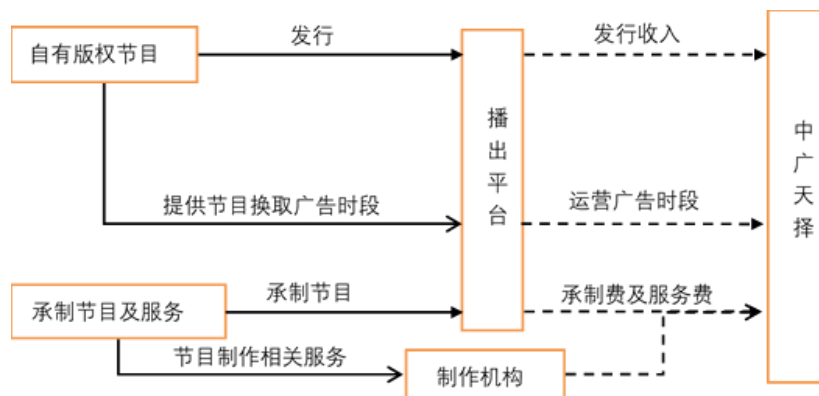 自有版权节目
发行
发行收入
播出平台
中广天择
提供节目换取广告时段
运营广告时段
承制节目及服务
承制节目
承制费及服务费
节目制作相关服务
制作机构